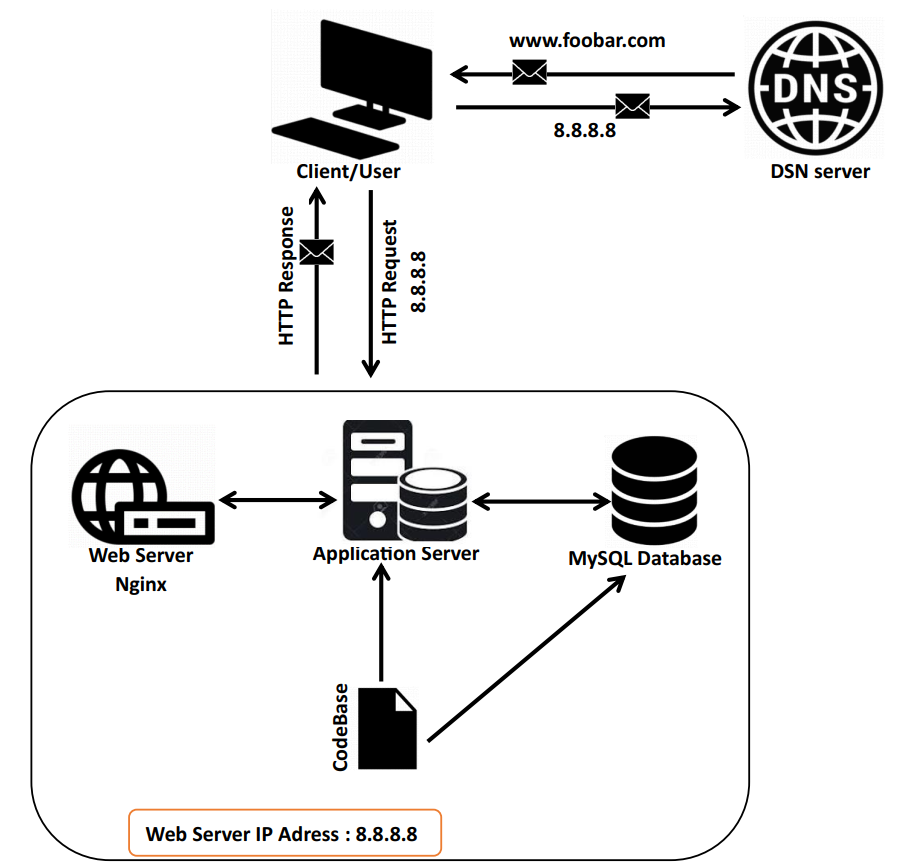 www.foobar.com
DNS
8.8.8.8
Client/User
DSN server
HTTP Response
HTTP Request
8.8.8.8
Web Server
Nginx
Application Server
MySQL Database
CodeBase
Web Server IP Adress : 8.8.8.8